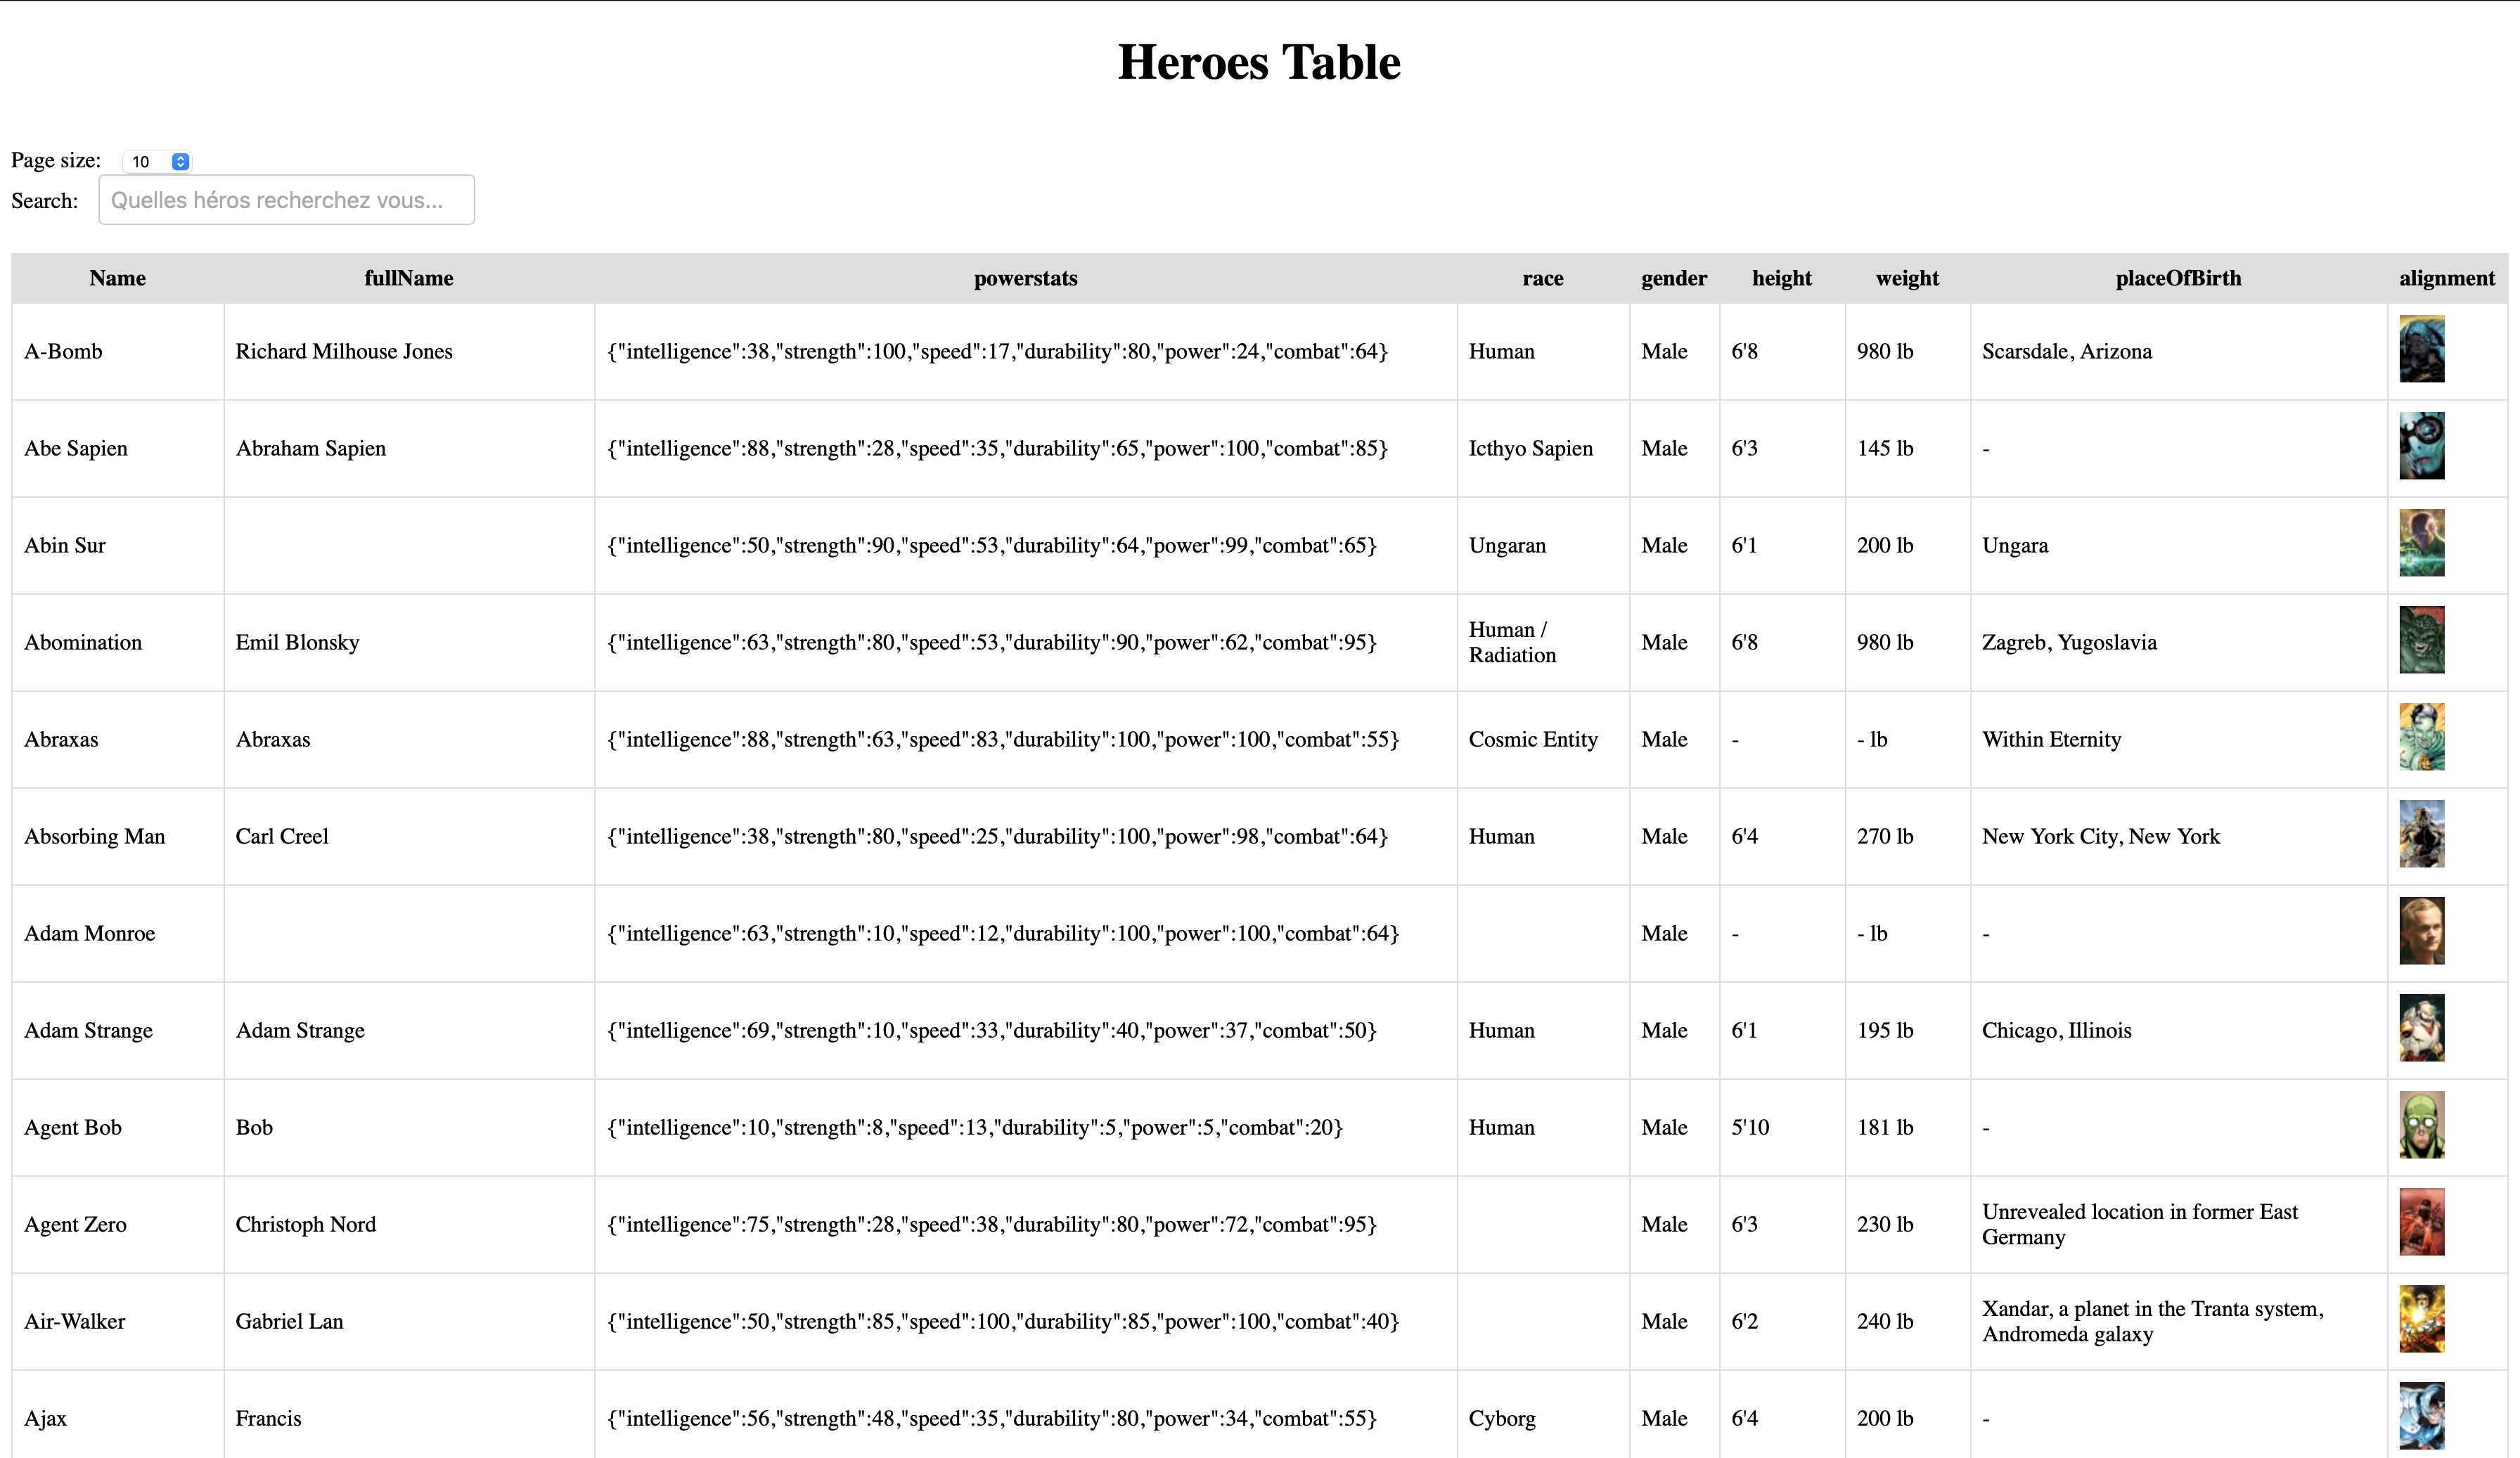 Heroes Table
Page size: 10
Search: Quelles héros recherchez vous...
Name fullName powerstats race gender height weight placeOfBirth alignment
A-Bomb Richard Milhouse Jones {"intelligence":38,"strength":100,"speed":17,"durability":80,"power":24,"combat":64} Human Male 6'8 980 lb Scarsdale, Arizona
Abe Sapien Abraham Sapien {"intelligence":88,"strength":28,"speed":35,"durability":65,"power":100,"combat":85} Icthyo Sapien Male 6'3 145 lb -
Abin Sur {"intelligence":50,"strength":90,"speed":53,"durability":64,"power":99,"combat":65} Ungaran Male 6'1 200 lb Ungara
Abomination Emil Blonsky {"intelligence":63,"strength":80,"speed":53,"durability":90,"power":62,"combat":95} Human /
Radiation Male 6'8 980 lb Zagreb, Yugoslavia
Abraxas Abraxas {"intelligence":88,"strength":63,"speed":83,"durability":100,"power":100,"combat":55} Cosmic Entity Male - - lb Within Eternity
Absorbing Man Carl Creel {"intelligence":38,"strength":80,"speed":25,"durability":100,"power":98,"combat":64} Human Male 6'4 270 lb New York City, New York
Adam Monroe {"intelligence":63,"strength":10,"speed":12,"durability":100,"power":100,"combat":64} Male - - lb -
Adam Strange Adam Strange {"intelligence":69,"strength":10,"speed":33,"durability":40,"power":37,"combat":50} Human Male 6'1 195 lb Chicago, Illinois
Agent Bob Bob {"intelligence":10,"strength":8,"speed":13,"durability":5,"power":5,"combat":20} Human Male 5'10 181 lb -
Agent Zero Christoph Nord {"intelligence":75,"strength":28,"speed":38,"durability":80,"power":72,"combat":95} Male 6'3 230 lb Unrevealed location in former East
Germany
Air-Walker Gabriel Lan {"intelligence":50,"strength":85,"speed":100,"durability":85,"power":100,"combat":40} Male 6'2 240 lb Xandar, a planet in the Tranta system,
Andromeda galaxy
Ajax Francis {"intelligence":56,"strength":48,"speed":35,"durability":80,"power":34,"combat":55} Cyborg Male 6'4 200 lb -